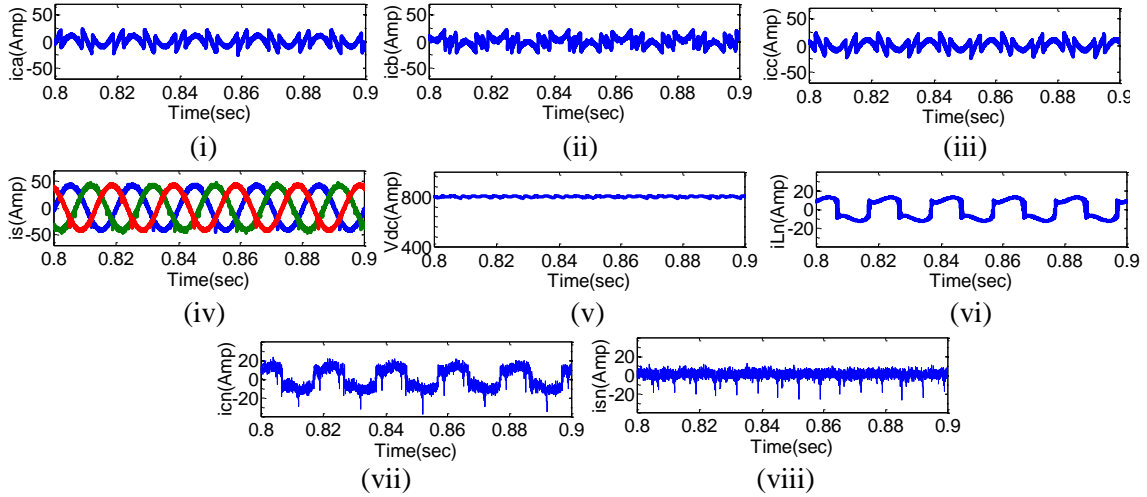 50
0
-50
ica(Amp)
0.8 0.82 0.84 0.86 0.88 0.9
Time(sec)
(i)
50
0
-50
icb(Amp)
0.8 0.82 0.84 0.86 0.88 0.9
Time(sec)
(ii)
50
0
-50
icc(Amp)
0.8 0.82 0.84 0.86 0.88 0.9
Time(sec)
(iii)
50
0
-50
is(Amp)
0.8 0.82 0.84 0.86 0.88 0.9
Time(sec)
(iv)
800
400
Vdc(Amp)
0.8 0.82 0.84 0.86 0.88 0.9
Time(sec)
(v)
20
0
-20
iLn(Amp)
0.8 0.82 0.84 0.86 0.88 0.9
Time(sec)
(vi)
20
0
-20
icn(Amp)
0.8 0.82 0.84 0.86 0.88 0.9
Time(sec)
(vii)
20
0
-20
isn(Amp)
0.8 0.82 0.84 0.86 0.88 0.9
Time(sec)
(viii)